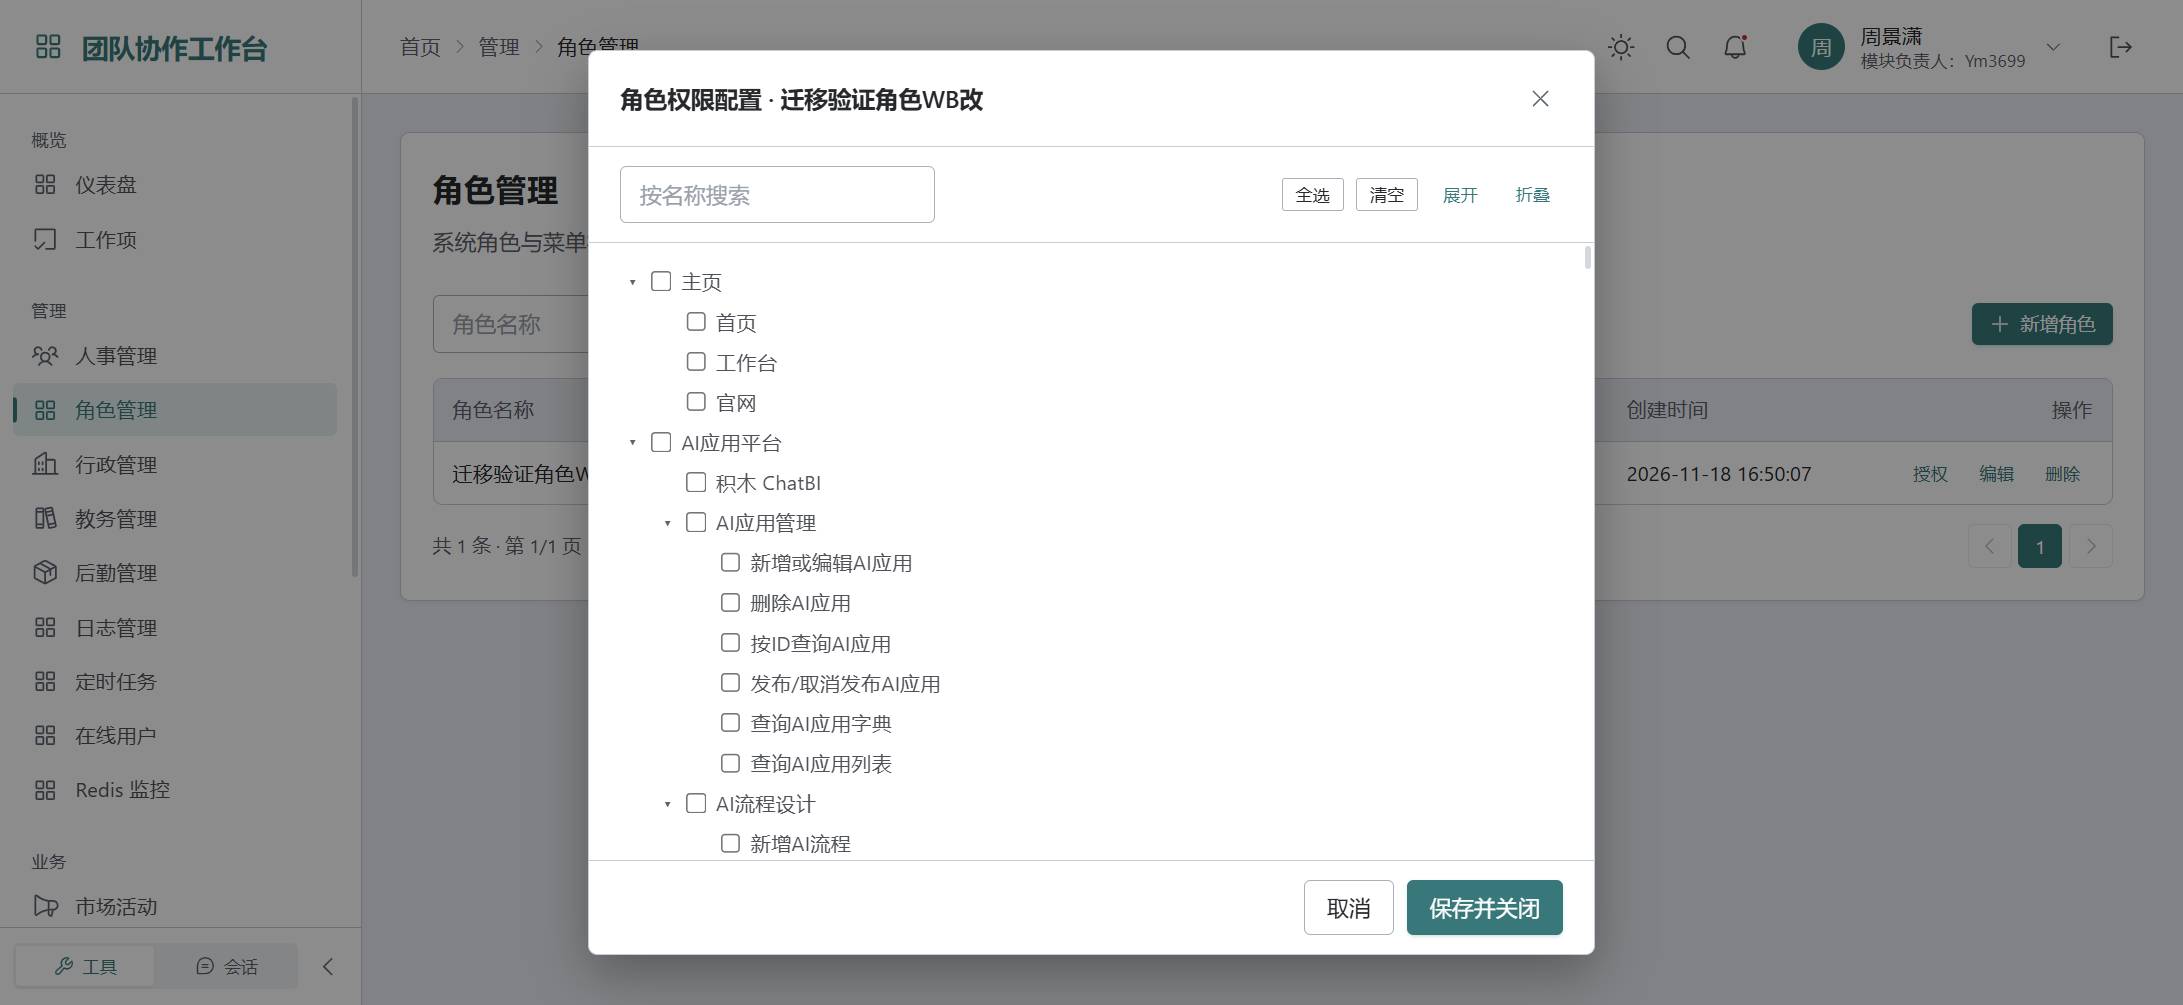 团队协作工作台
概览
仪表盘
工作项
管理
人事管理
角色管理
行政管理
教务管理
后勤管理
日志管理
定时任务
在线用户
Redis 监控
业务
市场活动
工具
会话
首页
管理
角色管理
周
周景潇
模块负责人：Ym3699
角色管理
系统角色与菜单
角色名称
新增角色
角色名称
创建时间
操作
迁移验证角色W
2026-11-18 16:50:07
授权
编辑
删除
共 1 条 · 第 1/1 页
1
角色权限配置 · 迁移验证角色WB改
按名称搜索
全选
清空
展开
折叠
主页
首页
工作台
官网
AI应用平台
积木 ChatBI
AI应用管理
新增或编辑AI应用
删除AI应用
按ID查询AI应用
发布/取消发布AI应用
查询AI应用字典
查询AI应用列表
AI流程设计
新增AI流程
取消
保存并关闭